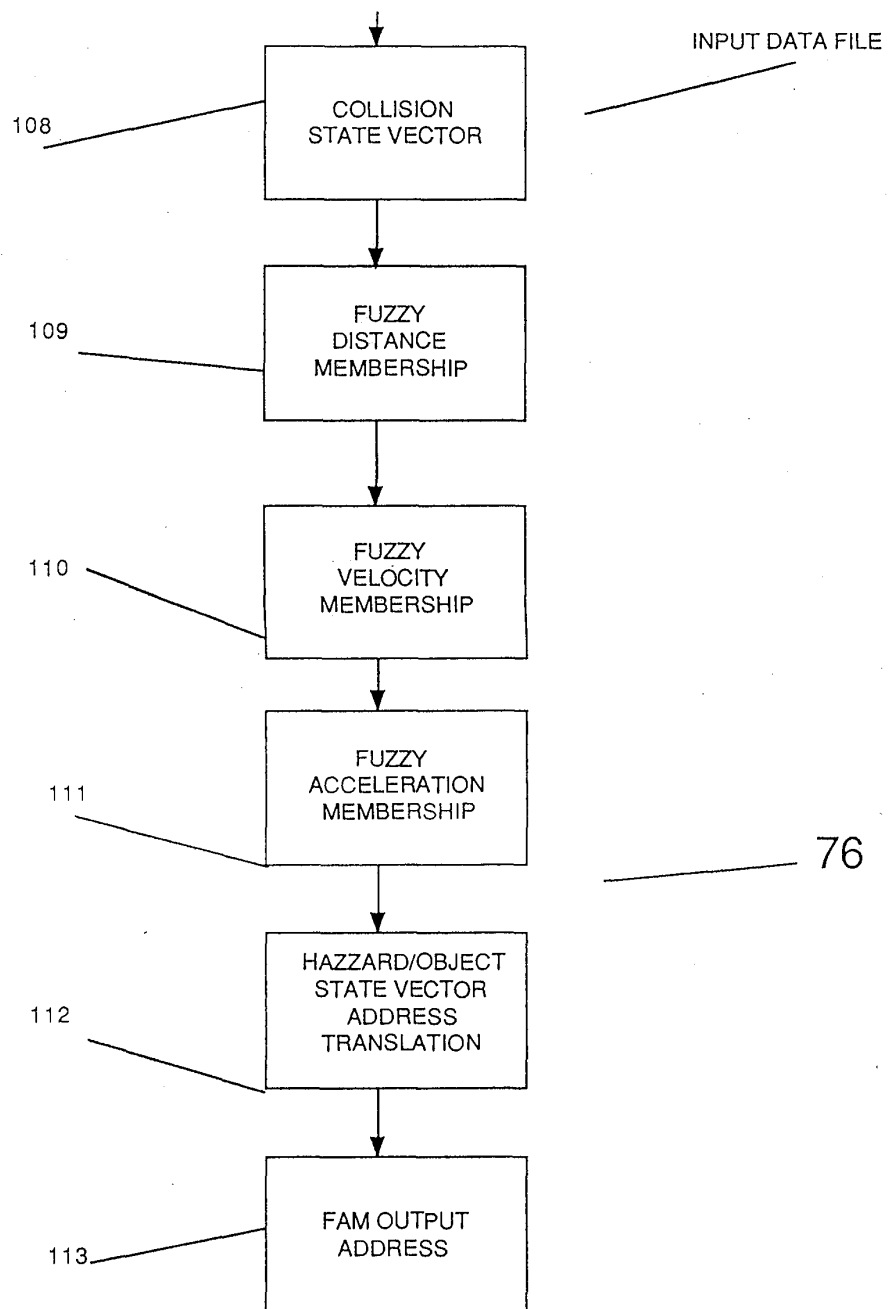 INPUT DATA FILE
COLLISION
STATE VECTOR
108
FUZZY
DISTANCE
MEMBERSHIP
109
FUZZY
VELOCITY
MEMBERSHIP
110
FUZZY
ACCELERATION
MEMBERSHIP
111
76
HAZZARD/OBJECT
STATE VECTOR
ADDRESS
TRANSLATION
112
FAM OUTPUT
ADDRESS
113